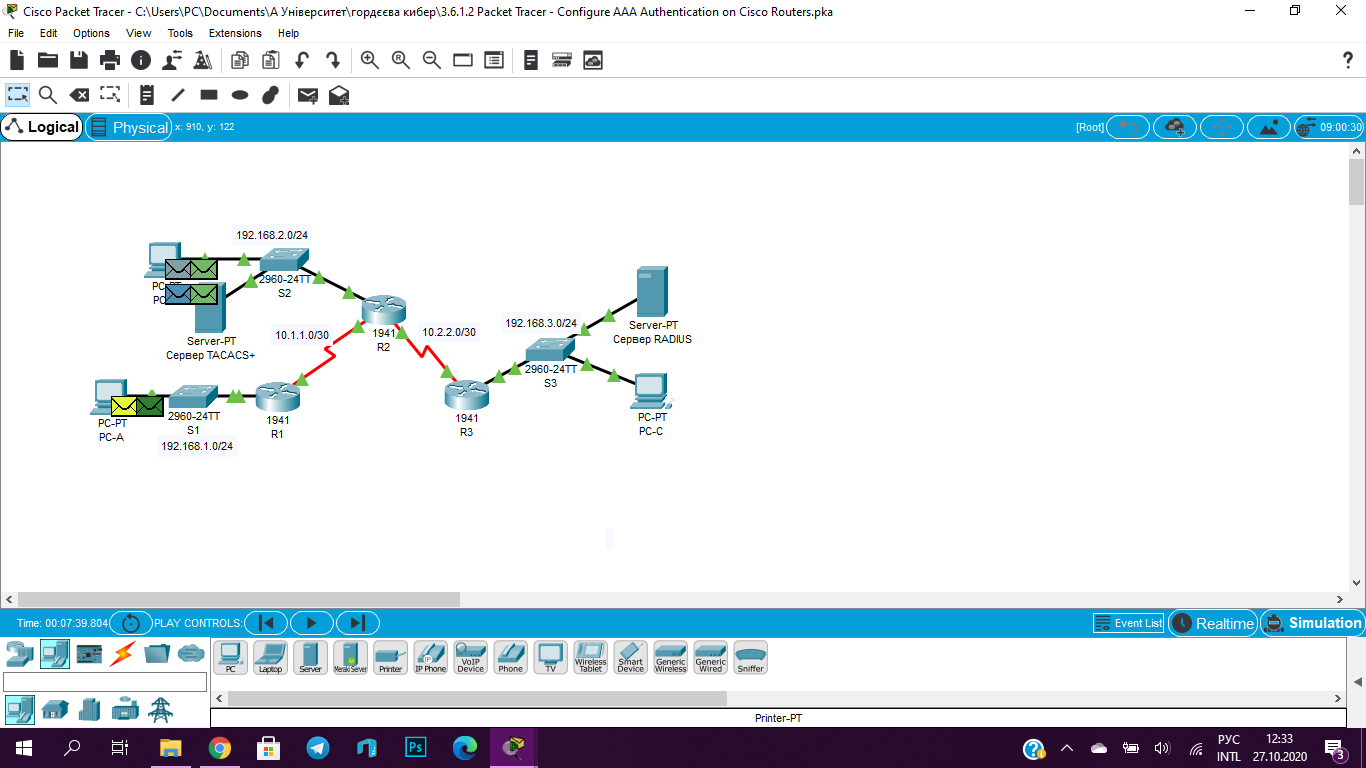 Cisco Packet Tracer - C:\Users\PC\Documents\А Університет\гордєєва кибер\3.6.1.2 Packet Tracer - Configure AAA Authentication on Cisco Routers.pka
File Edit Options View Tools Extensions Help
?
Logical Physical x: 910, y: 122 [Root] 09:00:30
192.168.2.0/24
PC-PT
PC
2960-24TT
S2
Server-PT
Сервер TACACS+
10.1.1.0/30
1941
R2
10.2.2.0/30
192.168.3.0/24
Server-PT
Сервер RADIUS
2960-24TT
S3
PC-PT
PC-A
2960-24TT
S1
192.168.1.0/24
1941
R1
1941
R3
PC-PT
PC-C
Time: 00:07:39.804 PLAY CONTROLS: Event List Realtime Simulation
PC Laptop Server Meraki Server Printer IP Phone VoIP Device Phone TV Wireless Tablet Smart Device Generic Wireless Generic Wired Sniffer
Printer-PT
Ps РУС INTL 12:33 27.10.2020 3